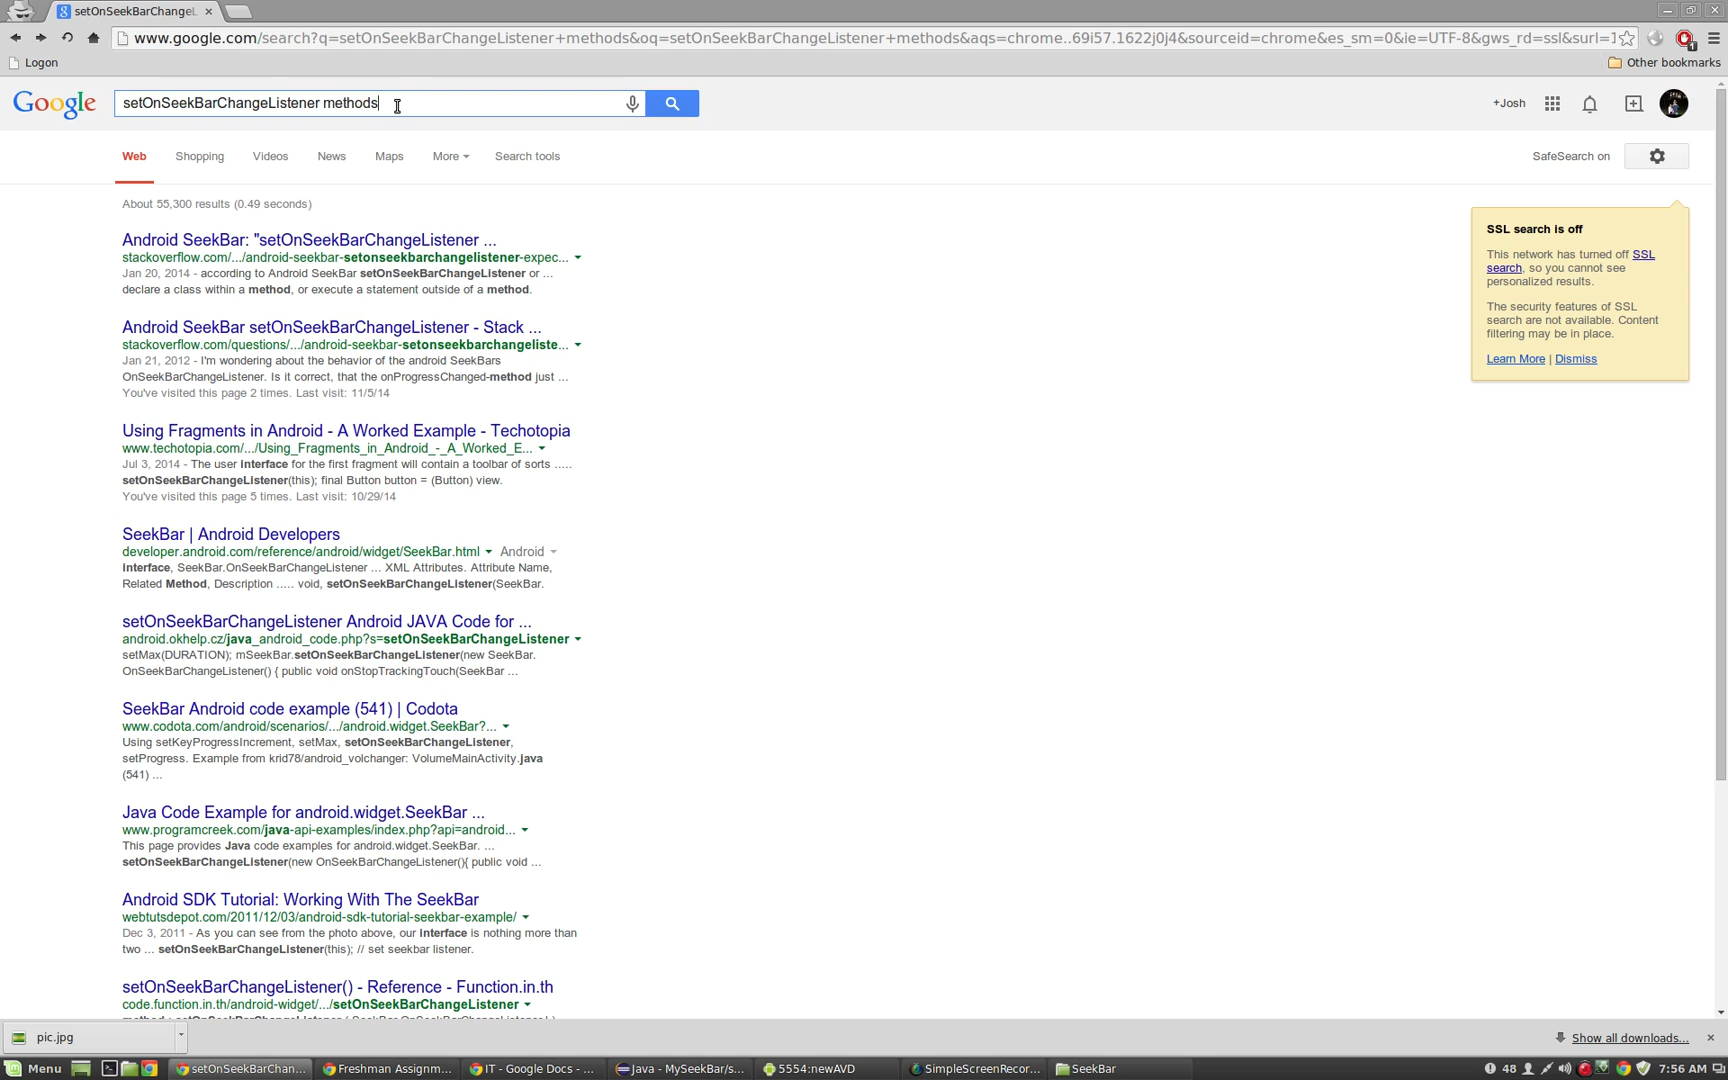 setOnSeekBarChangeL
www.google.com/search?q=setOnSeekBarChangeListener+methods&oq=setOnSeekBarChangeListener+methods&aqs=chrome..69i57.1622j0j4&sourceid=chrome&es_sm=0&ie=UTF-8&gws_rd=ssl&surl=1
Logon
Other bookmarks
Google
setOnSeekBarChangeListener methods
+Josh
Web Shopping Videos News Maps More Search tools
SafeSearch on
About 55,300 results (0.49 seconds)
Android SeekBar: "setOnSeekBarChangeListener ...
stackoverflow.com/.../android-seekbar-setonseekbarchangelistener-expec...
Jan 20, 2014 - according to Android SeekBar setOnSeekBarChangeListener or ...
declare a class within a method, or execute a statement outside of a method.
Android SeekBar setOnSeekBarChangeListener - Stack ...
stackoverflow.com/questions/.../android-seekbar-setonseekbarchangeliste...
Jan 21, 2012 - I'm wondering about the behavior of the android SeekBars
OnSeekBarChangeListener. Is it correct, that the onProgressChanged-method just ...
You've visited this page 2 times. Last visit: 11/5/14
Using Fragments in Android - A Worked Example - Techotopia
www.techotopia.com/.../Using_Fragments_in_Android_-_A_Worked_E...
Jul 3, 2014 - The user interface for the first fragment will contain a toolbar of sorts .....
setOnSeekBarChangeListener(this); final Button button = (Button) view.
You've visited this page 5 times. Last visit: 10/29/14
SeekBar | Android Developers
developer.android.com/reference/android/widget/SeekBar.html Android
interface, SeekBar.OnSeekBarChangeListener ... XML Attributes. Attribute Name,
Related Method, Description ..... void, setOnSeekBarChangeListener(SeekBar.
setOnSeekBarChangeListener Android JAVA Code for ...
android.okhelp.cz/java_android_code.php?s=setOnSeekBarChangeListener
setMax(DURATION); mSeekBar.setOnSeekBarChangeListener(new SeekBar.
OnSeekBarChangeListener() { public void onStopTrackingTouch(SeekBar ...
SeekBar Android code example (541) | Codota
www.codota.com/android/scenarios/.../android.widget.SeekBar?...
Using setKeyProgressIncrement, setMax, setOnSeekBarChangeListener,
setProgress. Example from krid78/android_volchanger: VolumeMainActivity.java
(541) ...
Java Code Example for android.widget.SeekBar ...
www.programcreek.com/java-api-examples/index.php?api=android...
This page provides Java code examples for android.widget.SeekBar. ...
setOnSeekBarChangeListener(new OnSeekBarChangeListener(){ public void ...
Android SDK Tutorial: Working With The SeekBar
webtutsdepot.com/2011/12/03/android-sdk-tutorial-seekbar-example/
Dec 3, 2011 - As you can see from the photo above, our interface is nothing more than
two ... setOnSeekBarChangeListener(this); // set seekbar listener.
setOnSeekBarChangeListener() - Reference - Function.in.th
code.function.in.th/android-widget/.../setOnSeekBarChangeListener
SSL search is off
This network has turned off SSL
search, so you cannot see
personalized results.
The security features of SSL
search are not available. Content
filtering may be in place.
Learn More | Dismiss
pic.jpg
Show all downloads...
Menu
setOnSeekBarChan...
Freshman Assignm...
IT - Google Docs - ...
Java - MySeekBar/s...
5554:newAVD
SimpleScreenRecor...
SeekBar
48
7:56 AM